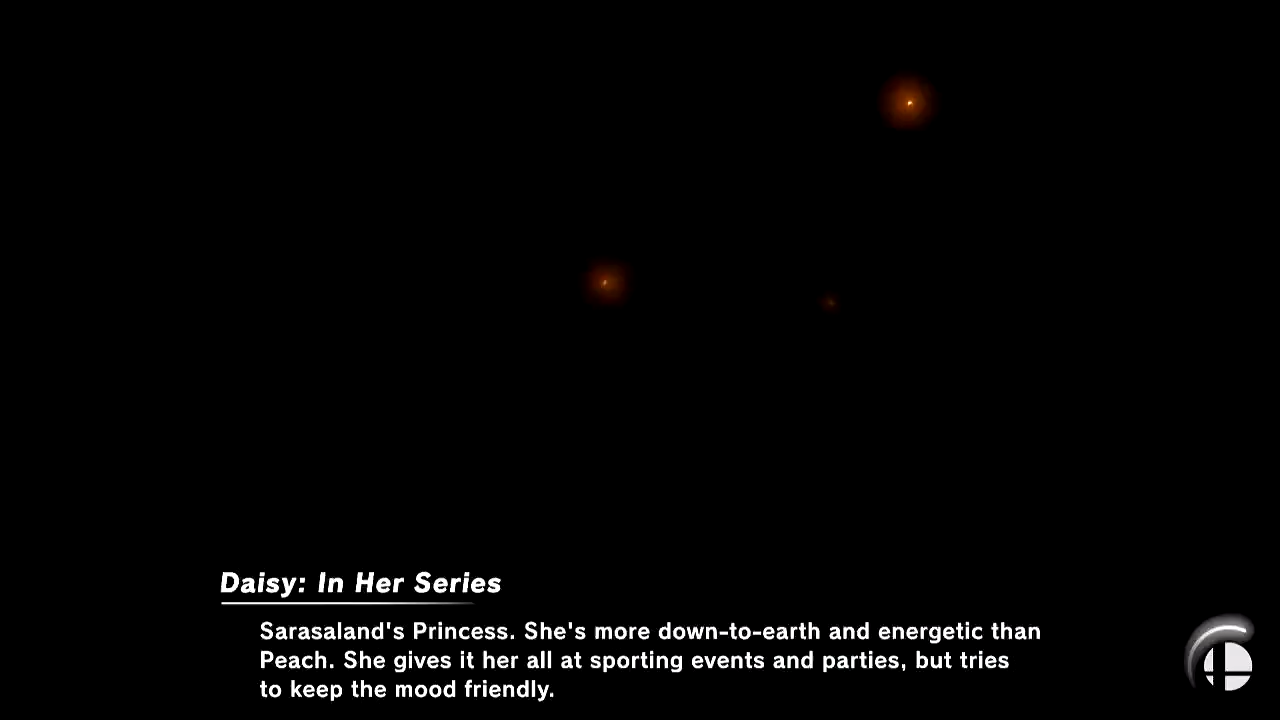 Daisy: In Her Series
Sarasaland's Princess. She's more down-to-earth and energetic than
Peach. She gives it her all at sporting events and parties, but tries
to keep the mood friendly.